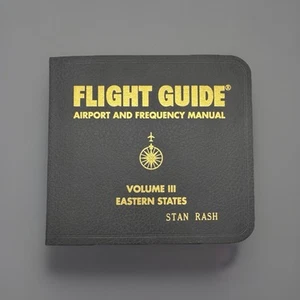 FLIGHT GUIDE®
AIRPORT AND FREQUENCY MANUAL
VOLUME III
EASTERN STATES
STAN RASH